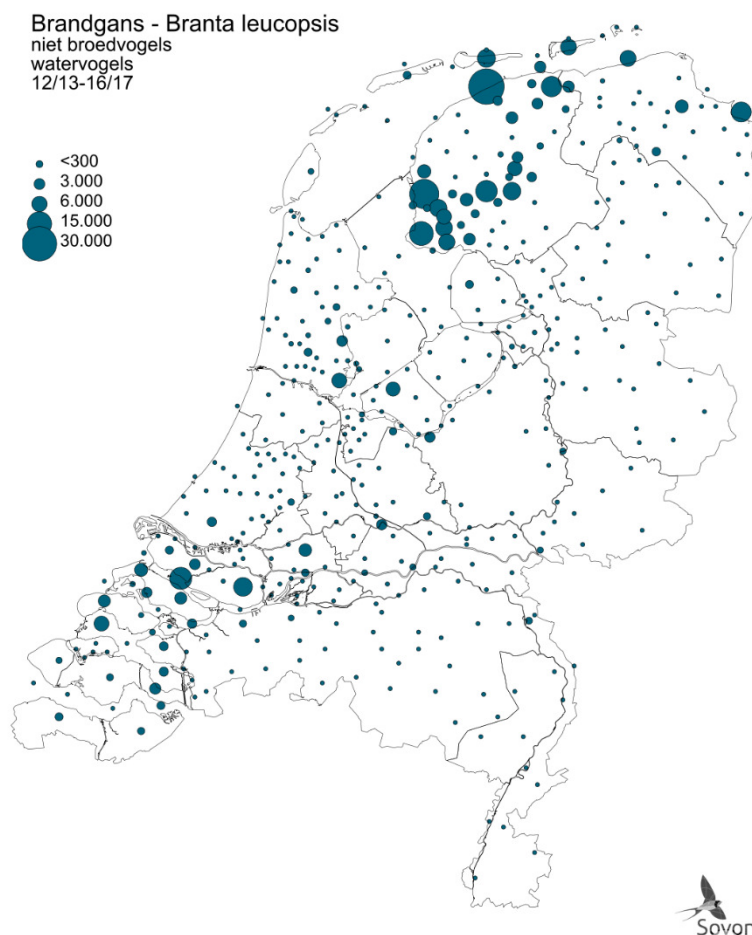 Brandgans - Branta leucopsis
niet broedvogels
watervogels
12/13-16/17
<300
3.000
6.000
15.000
30.000
Sovon